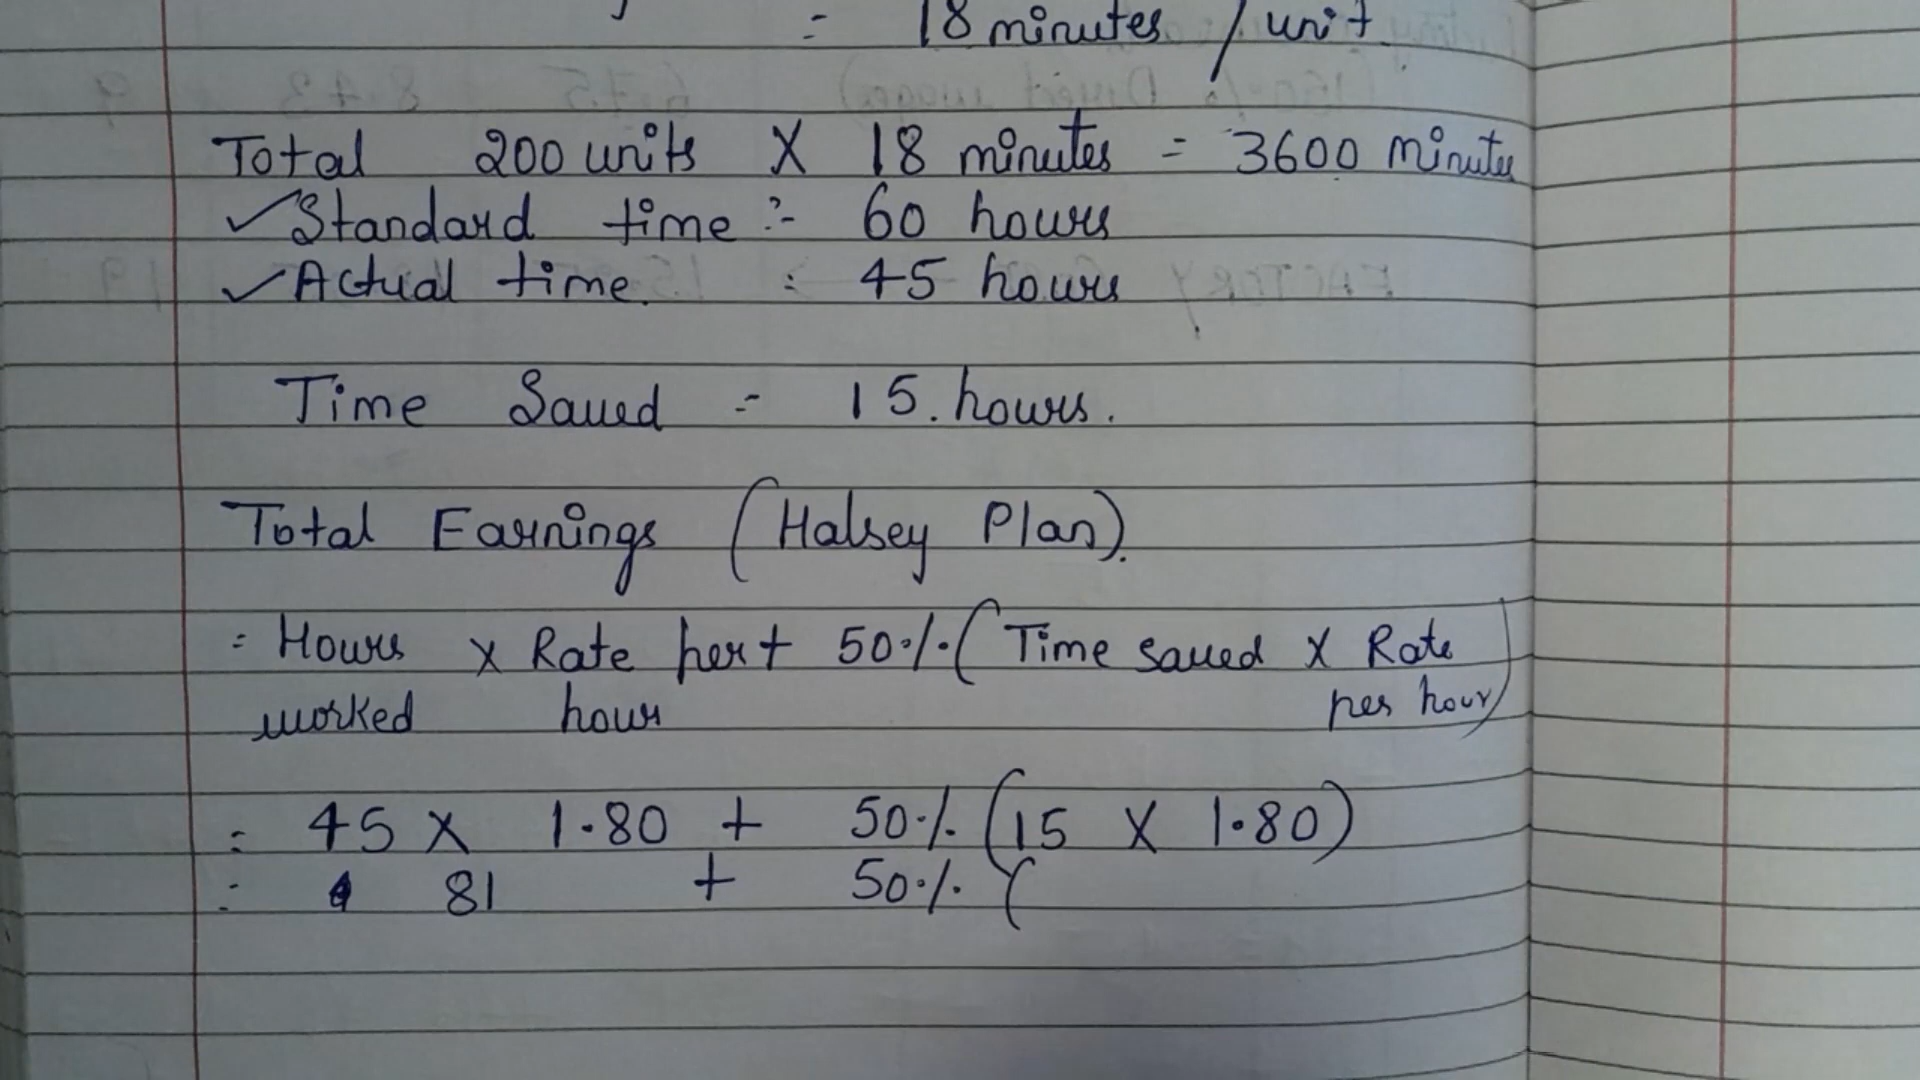 = 18 minutes / unit
Total 200 units X 18 minutes = 3600 minutes
✓Standard time :- 60 hours
✓Actual time. : 45 hours
Time Saved = 15. hours.
Total Earnings (Halsey Plan).
= Hours x Rate per + 50% (Time saved X Rate
worked hour per hour)
= 45 x 1.80 + 50% (15 X 1.80)
= 81 + 50% (